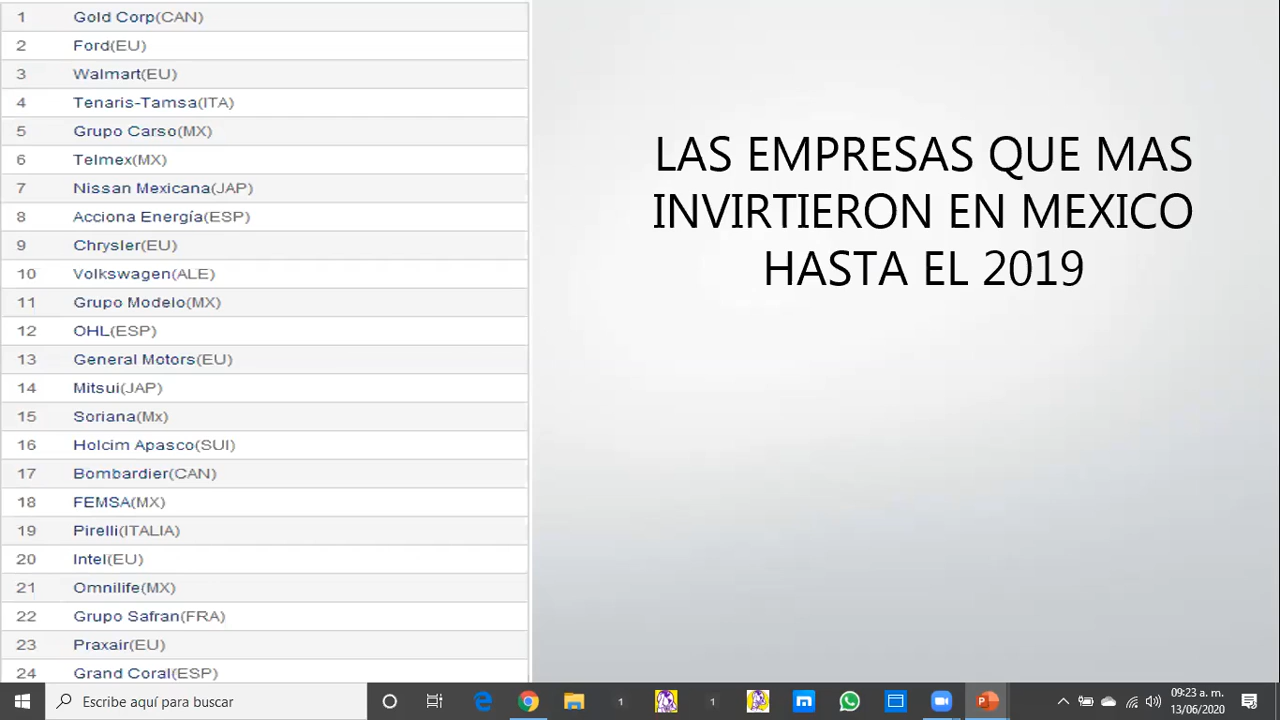 1 Gold Corp(CAN)
2 Ford(EU)
3 Walmart(EU)
4 Tenaris-Tamsa(ITA)
5 Grupo Carso(MX)
6 Telmex(MX)
7 Nissan Mexicana(JAP)
8 Acciona Energía(ESP)
9 Chrysler(EU)
10 Volkswagen(ALE)
11 Grupo Modelo(MX)
12 OHL(ESP)
13 General Motors(EU)
14 Mitsui(JAP)
15 Soriana(Mx)
16 Holcim Apasco(SUI)
17 Bombardier(CAN)
18 FEMSA(MX)
19 Pirelli(ITALIA)
20 Intel(EU)
21 Omnilife(MX)
22 Grupo Safran(FRA)
23 Praxair(EU)
24 Grand Coral(ESP)
LAS EMPRESAS QUE MAS
INVIRTIERON EN MEXICO
HASTA EL 2019
Escribe aquí para buscar
1
1
09:23 a. m.
13/06/2020